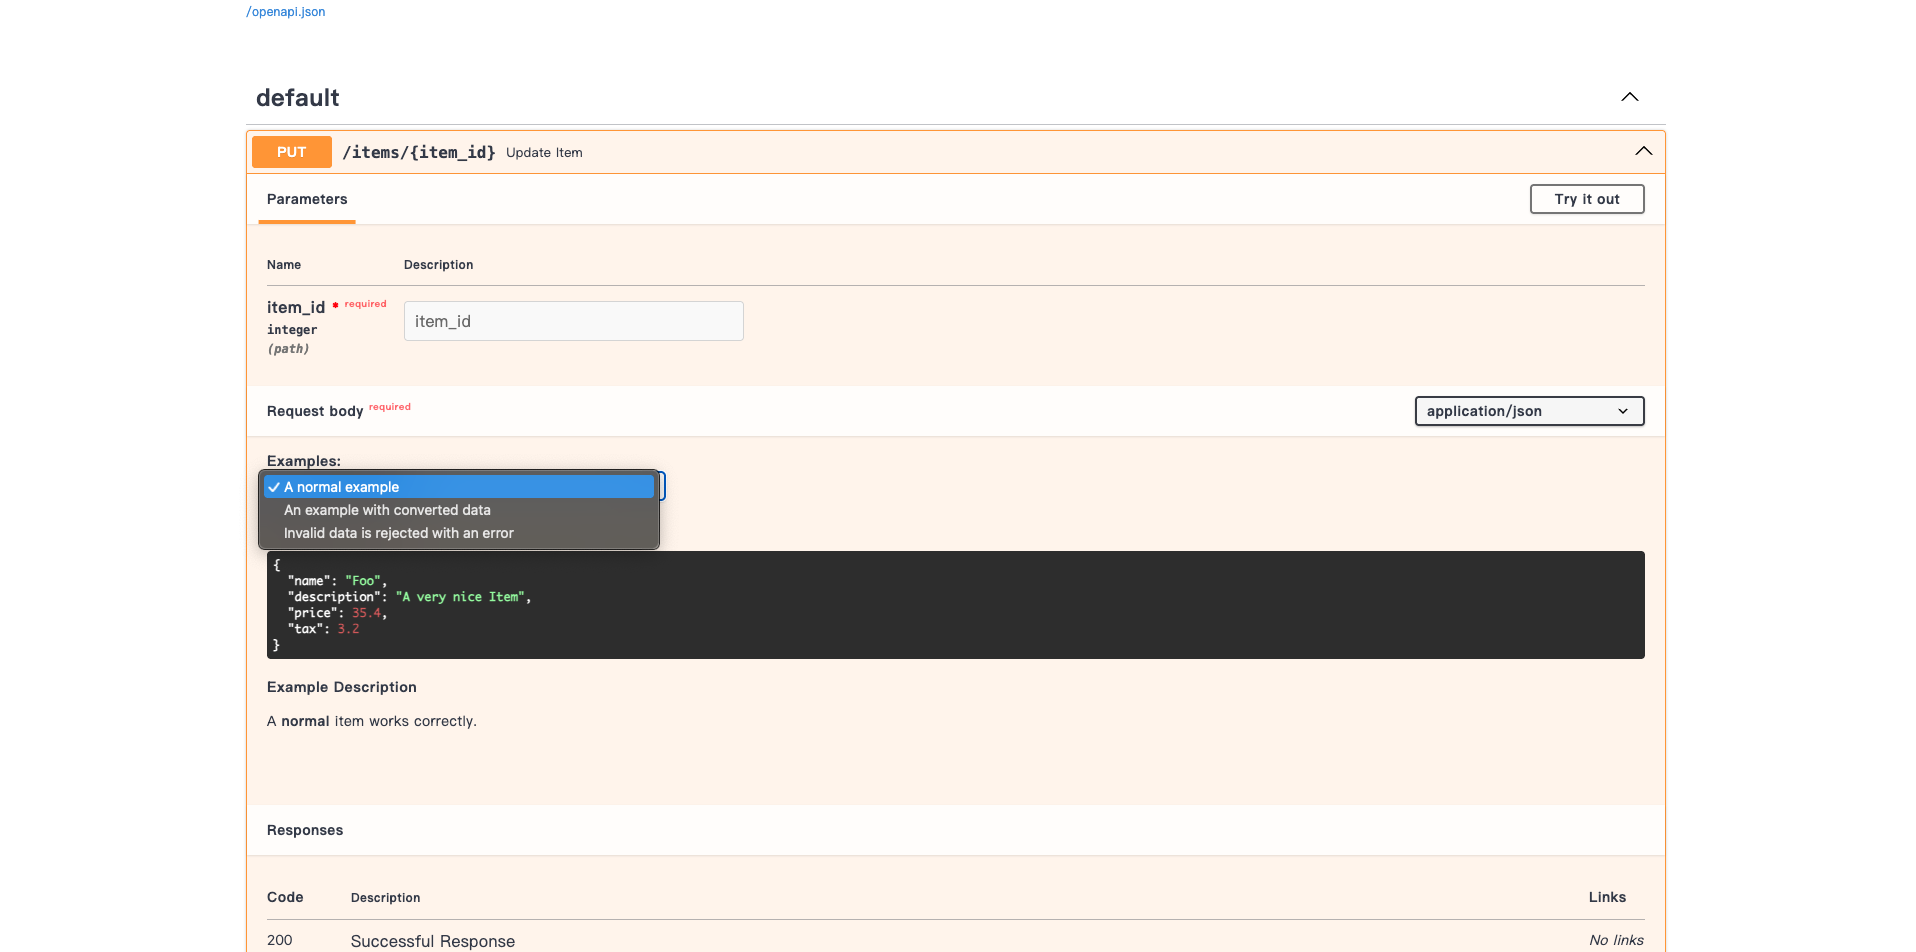 /openapi.json
default
PUT /items/{item_id} Update Item
Parameters
Try it out
Name Description
item_id * required
integer
(path)
item_id
Request body required
application/json
Examples:
A normal example
An example with converted data
Invalid data is rejected with an error
{
  "name": "Foo",
  "description": "A very nice Item",
  "price": 35.4,
  "tax": 3.2
}
Example Description
A normal item works correctly.
Responses
Code Description Links
200 Successful Response No links